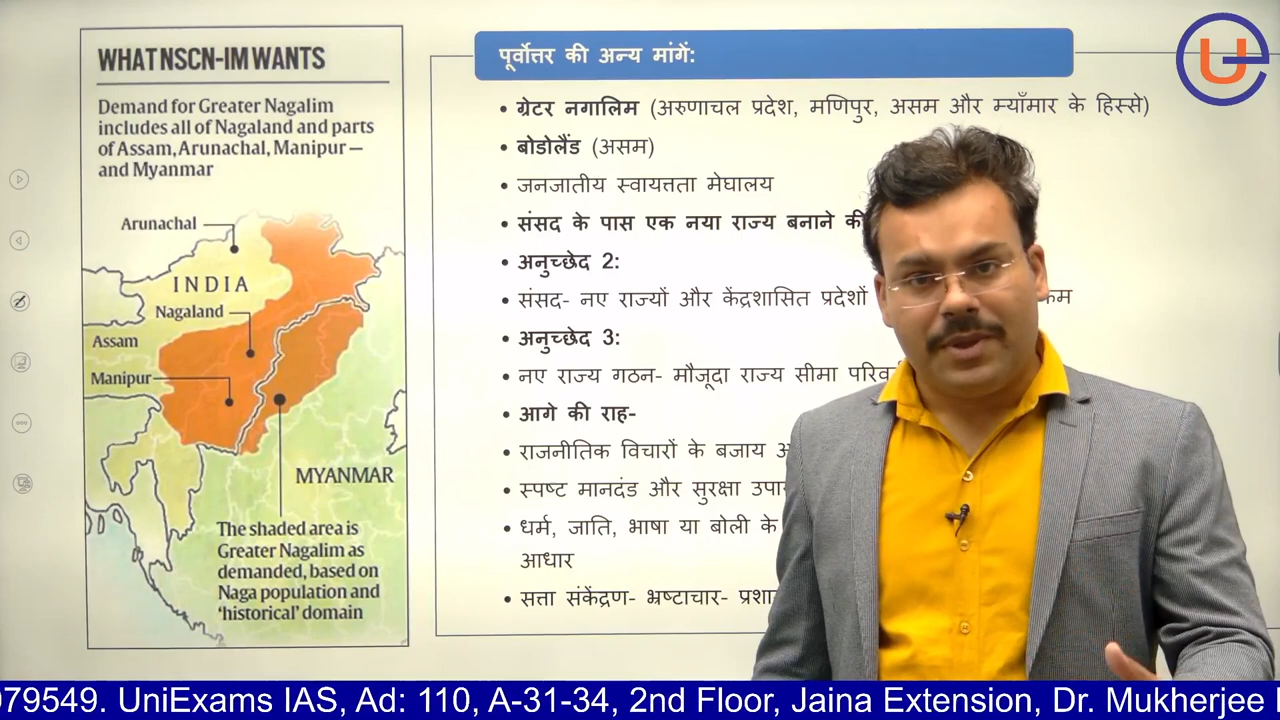 WHAT NSCN-IM WANTS
Demand for Greater Nagalim
includes all of Nagaland and parts
of Assam, Arunachal, Manipur —
and Myanmar
Arunachal
INDIA
Nagaland
Assam
Manipur
MYANMAR
The shaded area is
Greater Nagalim as
demanded, based on
Naga population and
‘historical’ domain
पूर्वोत्तर की अन्य मांगें:
• ग्रेटर नगालिम (अरुणाचल प्रदेश, मणिपुर, असम और म्याँमार के हिस्से)
• बोडोलैंड (असम)
• जनजातीय स्वायत्तता मेघालय
• संसद के पास एक नया राज्य बनाने की
• अनुच्छेद 2:
• संसद- नए राज्यों और केंद्रशासित प्रदेशों
• अनुच्छेद 3:
• नए राज्य गठन- मौजूदा राज्य सीमा
• आगे की राह-
• राजनीतिक विचारों के बजाय
• स्पष्ट मानदंड और सुरक्षा
• धर्म, जाति, भाषा या बोली के
आधार
• सत्ता संकेंद्रण- भ्रष्टाचार-
U e
079549. UniExams IAS, Ad: 110, A-31-34, 2nd Floor, Jaina Extension, Dr. Mukherjee